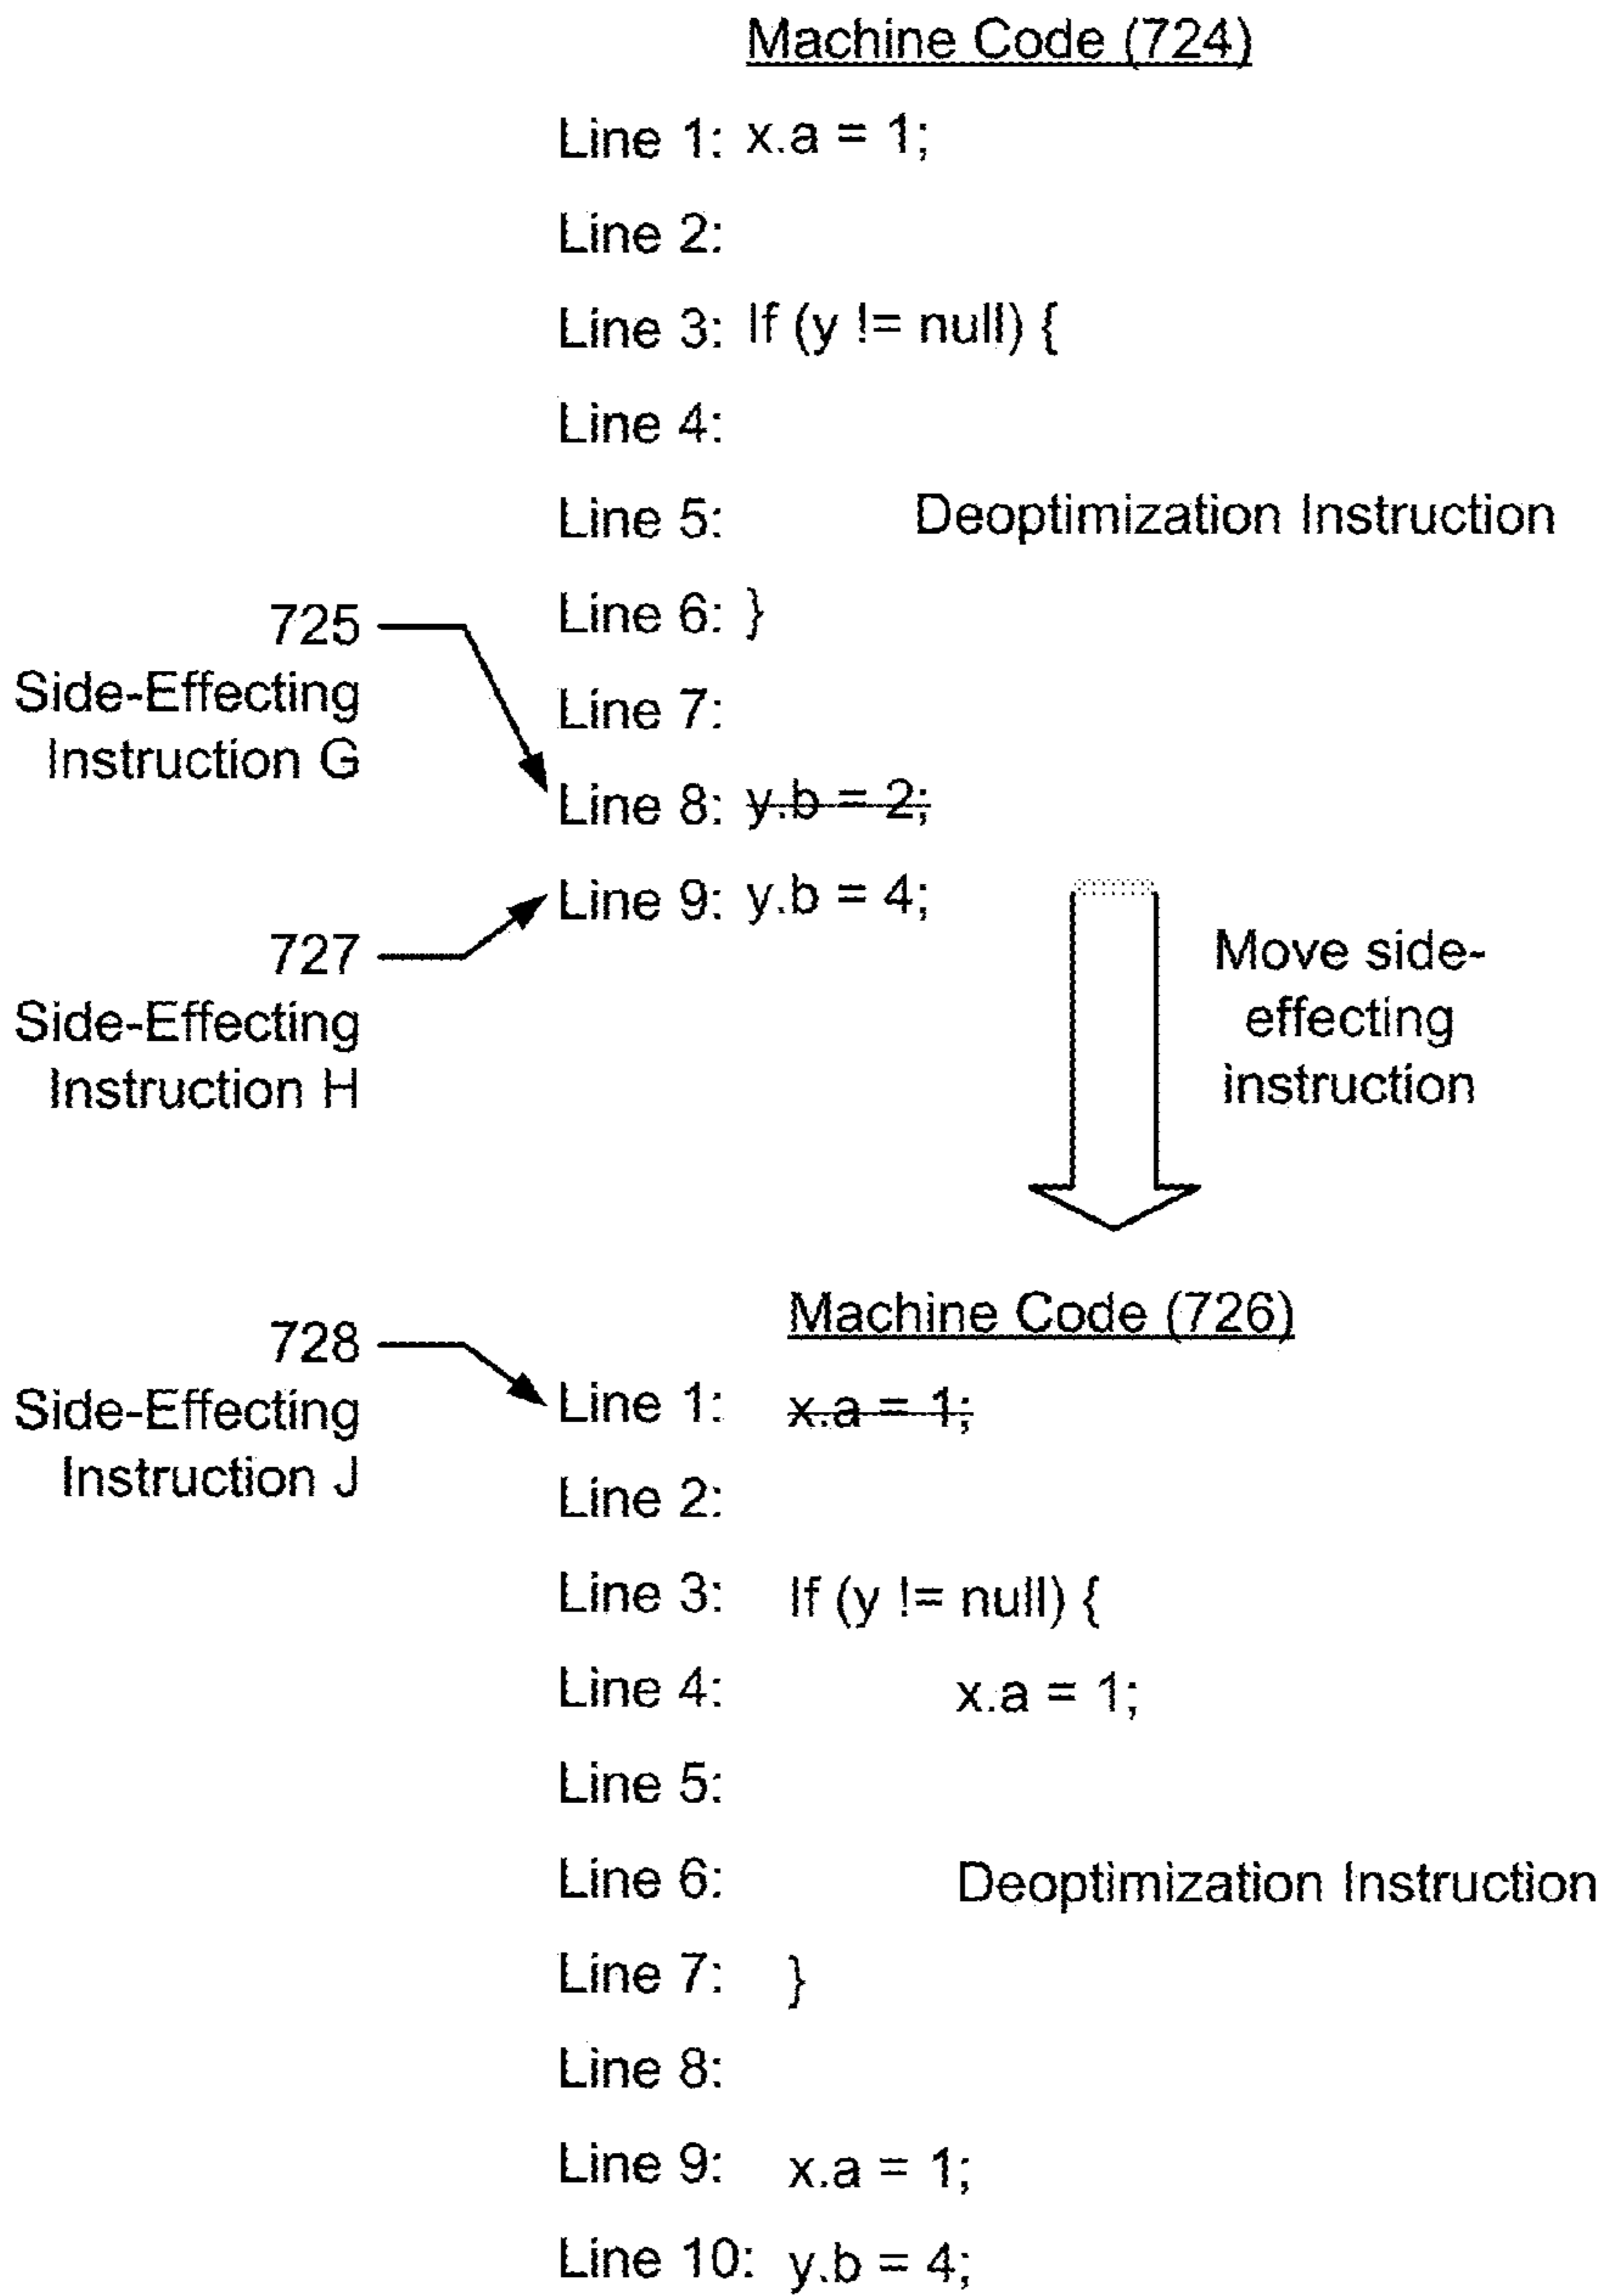 Machine Code (724)
Line 1: x.a = 1;
Line 2:
Line 3: If (y != null) {
Line 4:
Line 5: Deoptimization Instruction
Line 6: }
725
Side-Effecting
Instruction G
Line 7:
Line 8: y.b = 2;
Line 9: y.b = 4;
727
Side-Effecting
Instruction H
Move side-
effecting
instruction
Machine Code (726)
728
Side-Effecting
Instruction J
Line 1: x.a = 1;
Line 2:
Line 3: If (y != null) {
Line 4: x.a = 1;
Line 5:
Line 6: Deoptimization Instruction
Line 7: }
Line 8:
Line 9: x.a = 1;
Line 10: y.b = 4;